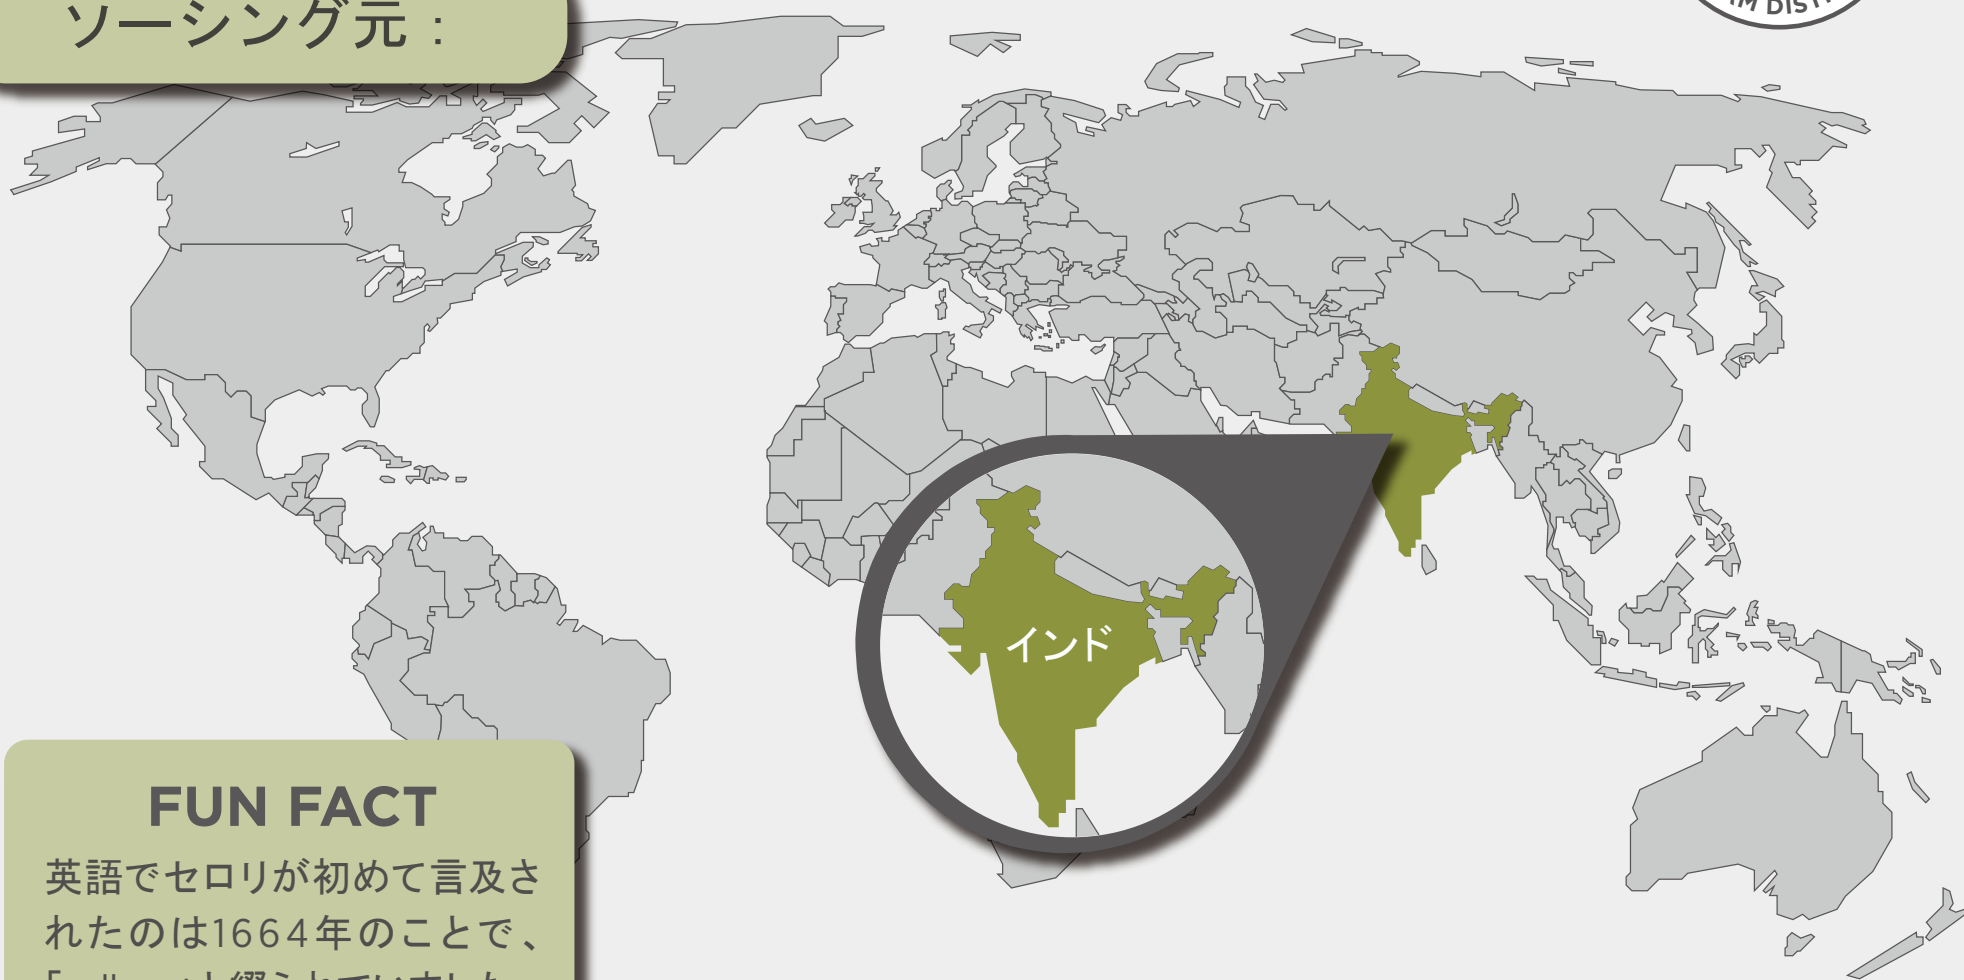 ソーシング元：
インド
FUN FACT
英語でセロリが初めて言及さ
れたのは1664年のことで、